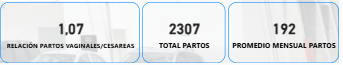 1,07
RELACIÓN PARTOS VAGINALES/CESAREAS
2307
TOTAL PARTOS
192
PROMEDIO MENSUAL PARTOS